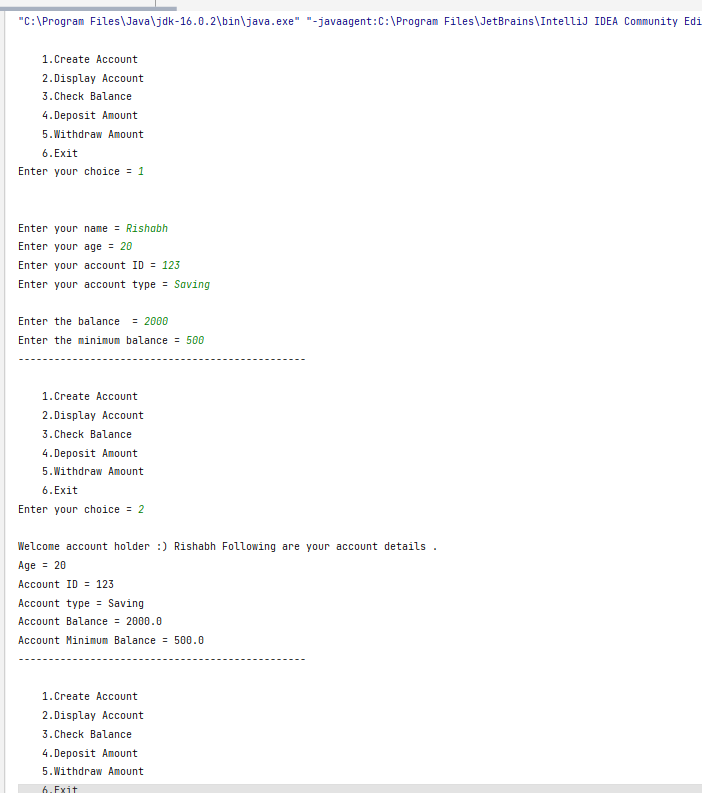 "C:\Program Files\Java\jdk-16.0.2\bin\java.exe" "-javaagent:C:\Program Files\JetBrains\IntelliJ IDEA Community Edi
1.Create Account
2.Display Account
3.Check Balance
4.Deposit Amount
5.Withdraw Amount
6.Exit
Enter your choice = 1
Enter your name = Rishabh
Enter your age = 20
Enter your account ID = 123
Enter your account type = Saving
Enter the balance  = 2000
Enter the minimum balance = 500
------------------------------------------------
1.Create Account
2.Display Account
3.Check Balance
4.Deposit Amount
5.Withdraw Amount
6.Exit
Enter your choice = 2
Welcome account holder :) Rishabh Following are your account details .
Age = 20
Account ID = 123
Account type = Saving
Account Balance = 2000.0
Account Minimum Balance = 500.0
------------------------------------------------
1.Create Account
2.Display Account
3.Check Balance
4.Deposit Amount
5.Withdraw Amount
6.Exit